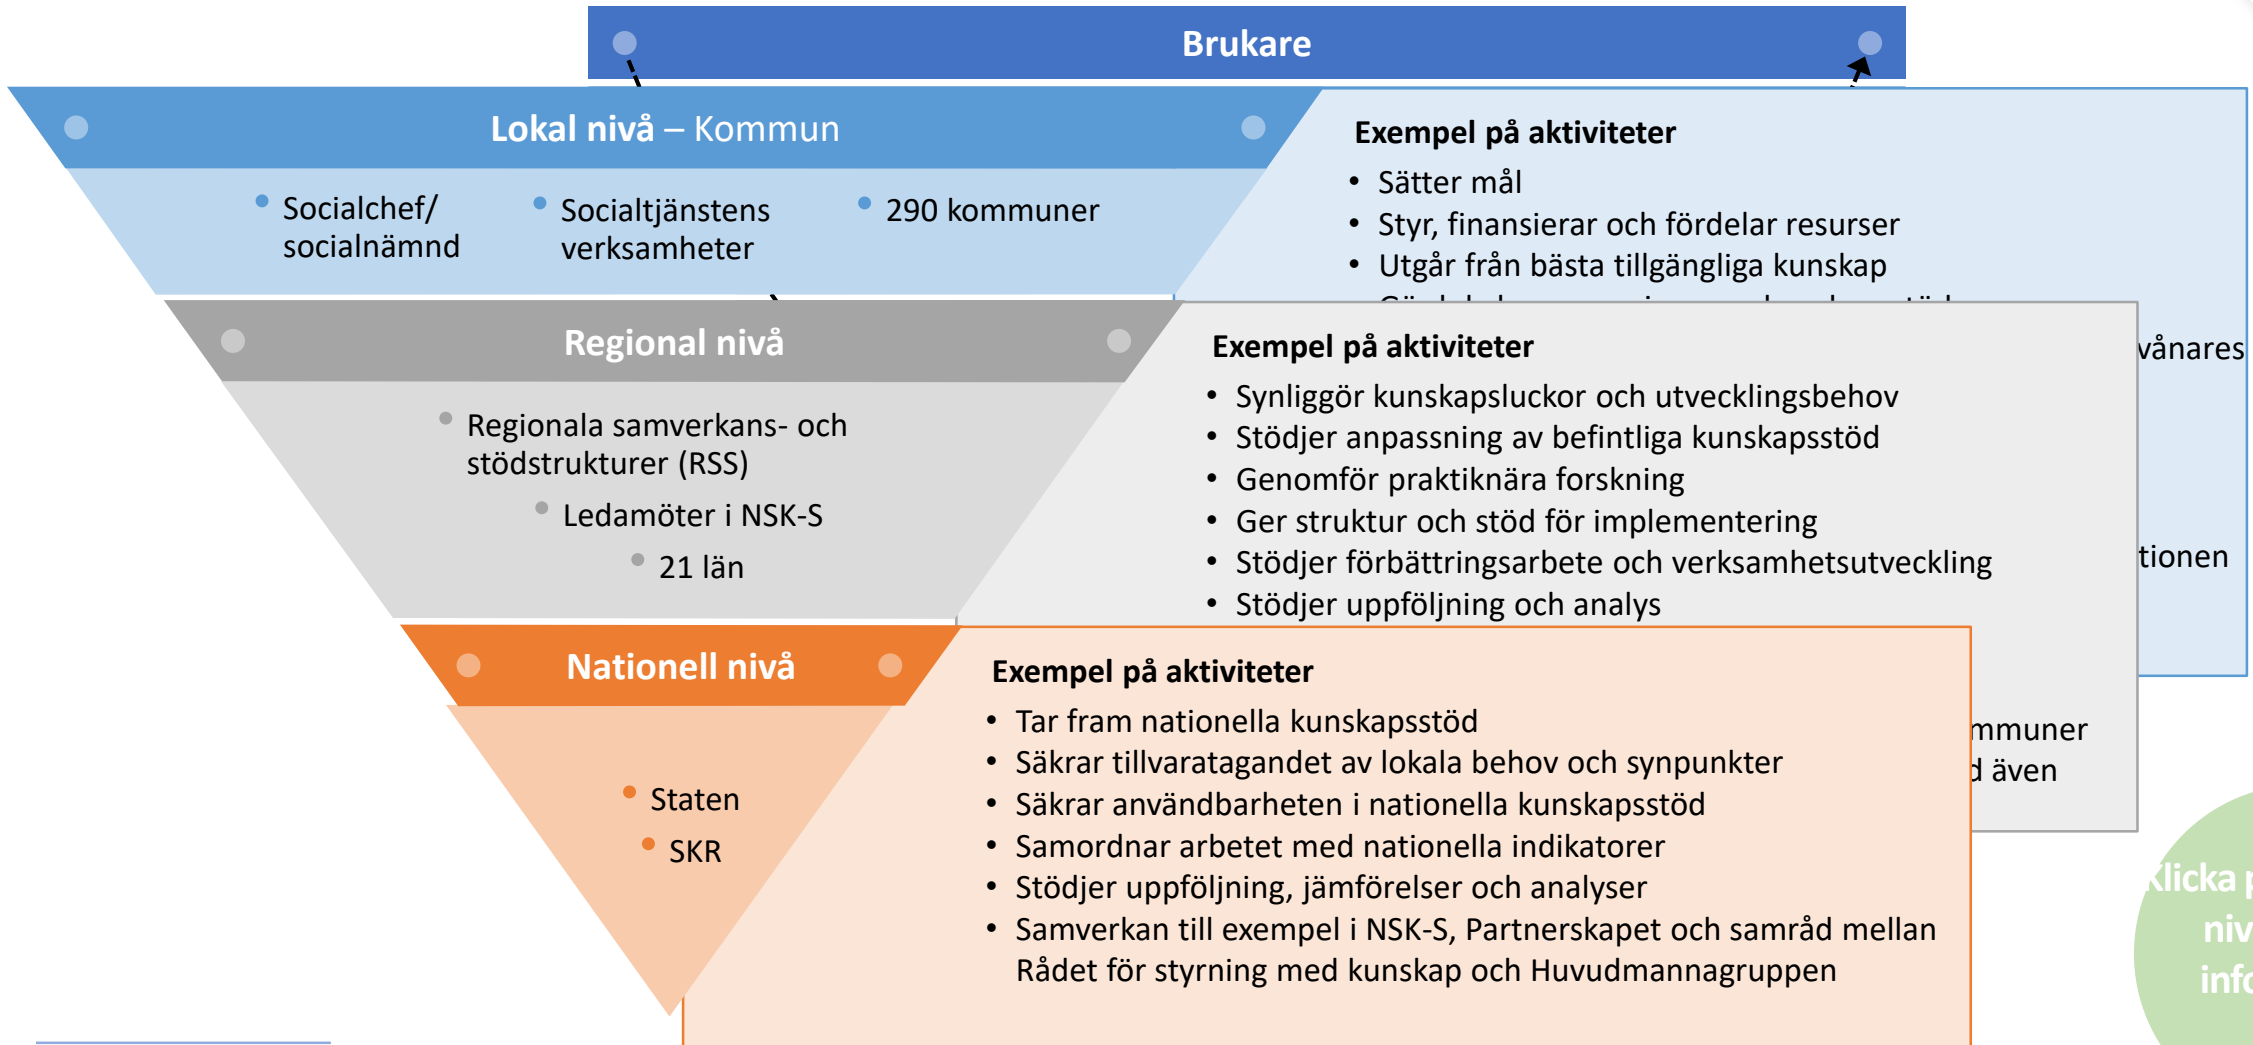 Brukare
Lokal nivå – Kommun
Socialchef/
socialnämnd
Socialtjänstens
verksamheter
290 kommuner
Exempel på aktiviteter
Sätter mål
Styr, finansierar och fördelar resurser
Utgår från bästa tillgängliga kunskap
Regional nivå
Regionala samverkans- och
stödstrukturer (RSS)
Ledamöter i NSK-S
21 län
Exempel på aktiviteter
Synliggör kunskapsluckor och utvecklingsbehov
Stödjer anpassning av befintliga kunskapsstöd
Genomför praktiknära forskning
Ger struktur och stöd för implementering
Stödjer förbättringsarbete och verksamhetsutveckling
Stödjer uppföljning och analys
vånares
tionen
mmuner
även
Nationell nivå
Staten
SKR
Exempel på aktiviteter
Tar fram nationella kunskapsstöd
Säkrar tillvaratagandet av lokala behov och synpunkter
Säkrar användbarheten i nationella kunskapsstöd
Samordnar arbetet med nationella indikatorer
Stödjer uppföljning, jämförelser och analyser
Samverkan till exempel i NSK-S, Partnerskapet och samråd mellan
Rådet för styrning med kunskap och Huvudmannagruppen
Klicka
niv
info